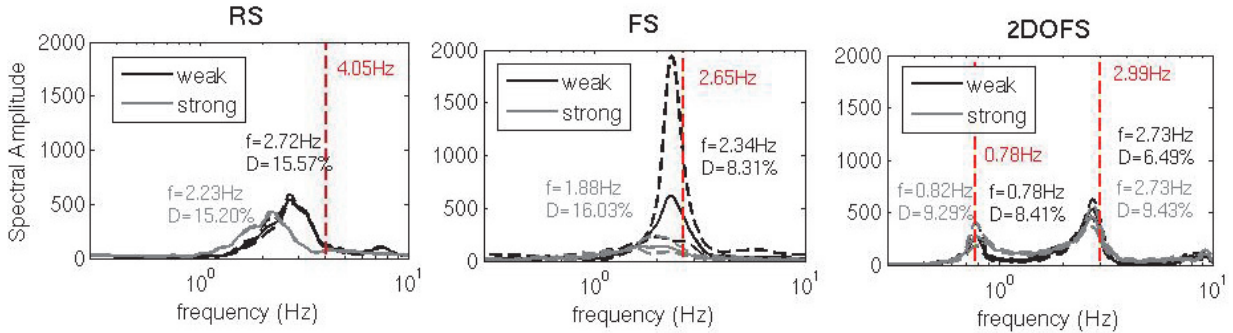 RS
2000
1500
1000
500
0
Spectral Amplitude
weak
strong
4.05Hz
f=2.72Hz
D=15.57%
f=2.23Hz
D=15.20%
10^0
10^1
frequency (Hz)
FS
2000
1500
1000
500
0
weak
strong
2.65Hz
f=2.34Hz
D=8.31%
f=1.88Hz
D=16.03%
10^0
10^1
frequency (Hz)
2DOFS
2000
1500
1000
500
0
weak
strong
2.99Hz
0.78Hz
f=2.73Hz
D=6.49%
f=0.82Hz
D=9.29%
f=0.78Hz
D=8.41%
f=2.73Hz
D=9.43%
10^0
10^1
frequency (Hz)